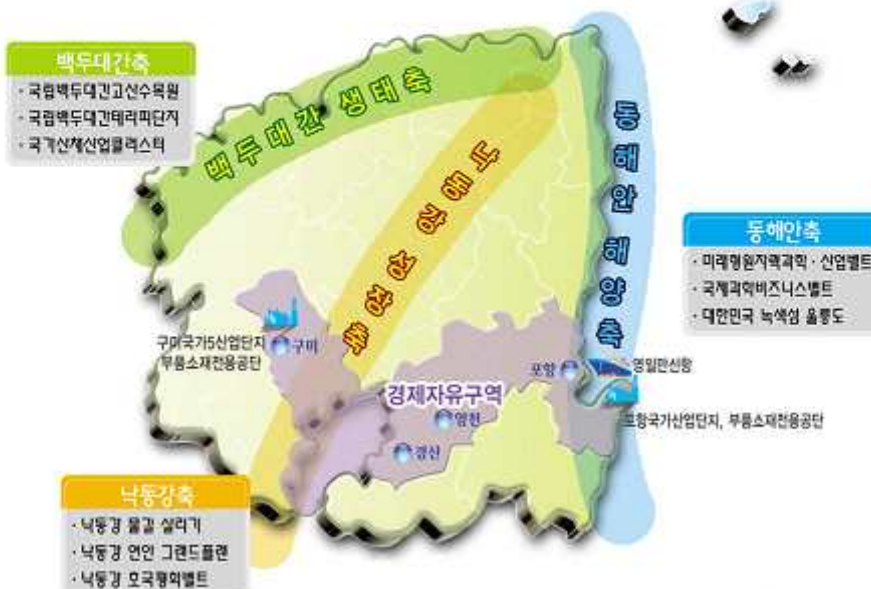 백두대간축
· 국립백두대간고산수목원
· 국립백두대간테라피단지
· 국가산채산업클러스터
백두대간 생태축
낙동강 성장축
동해안 해양축
동해안축
· 미래형원자력과학 · 산업벨트
· 국제과학비즈니스벨트
· 대한민국 녹색섬 울릉도
구미국가5산업단지
부품소재전용공단
구미
포항
영일만신항
경제자유구역
영천
경산
포항국가산업단지, 부품소재전용공단
낙동강축
· 낙동강 물길 살리기
· 낙동강 연안 그랜드플랜
· 낙동강 호국평화벨트